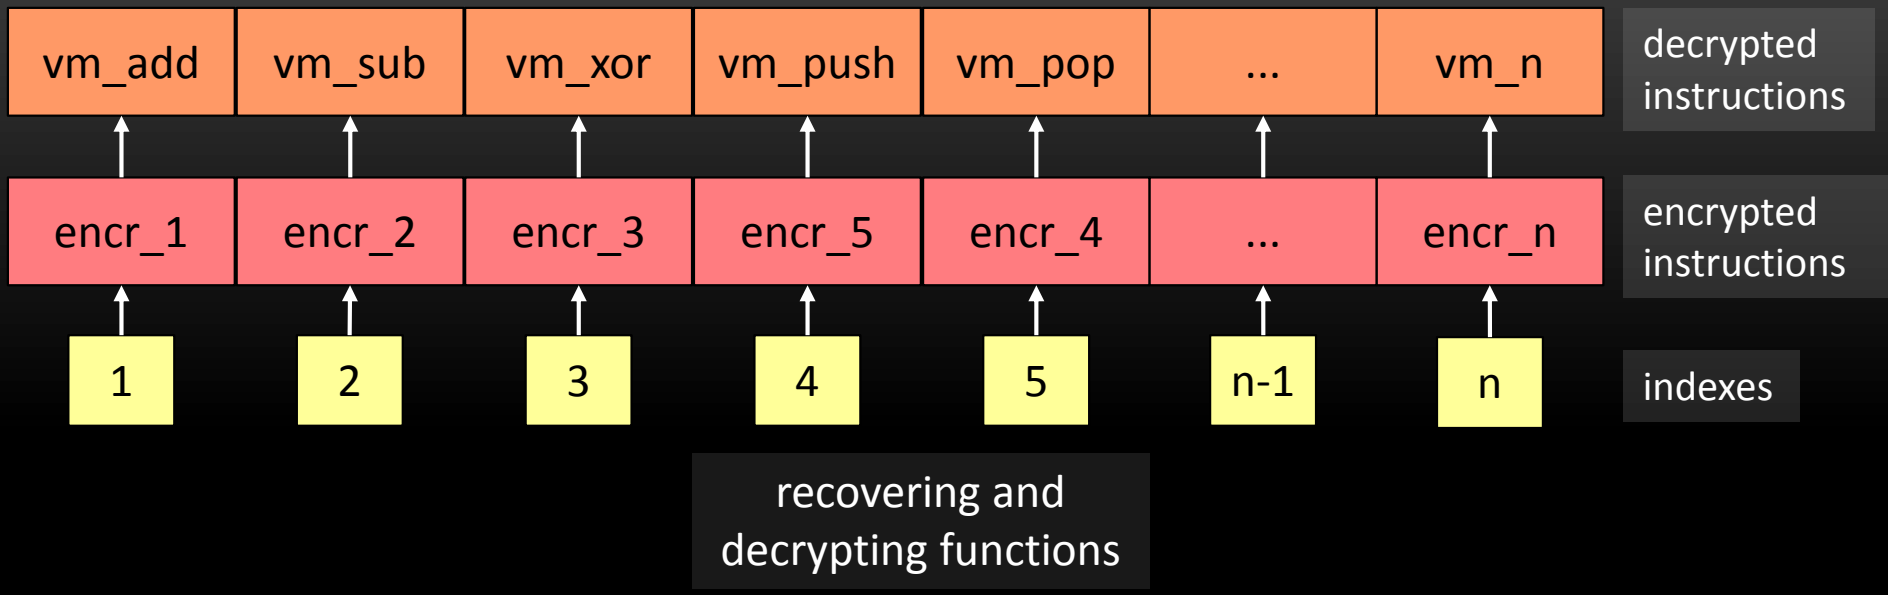 vm_add vm_sub vm_xor vm_push vm_pop ... vm_n
decrypted
instructions
encr_1 encr_2 encr_3 encr_5 encr_4 ... encr_n
encrypted
instructions
1 2 3 4 5 n-1 n
indexes
recovering and
decrypting functions